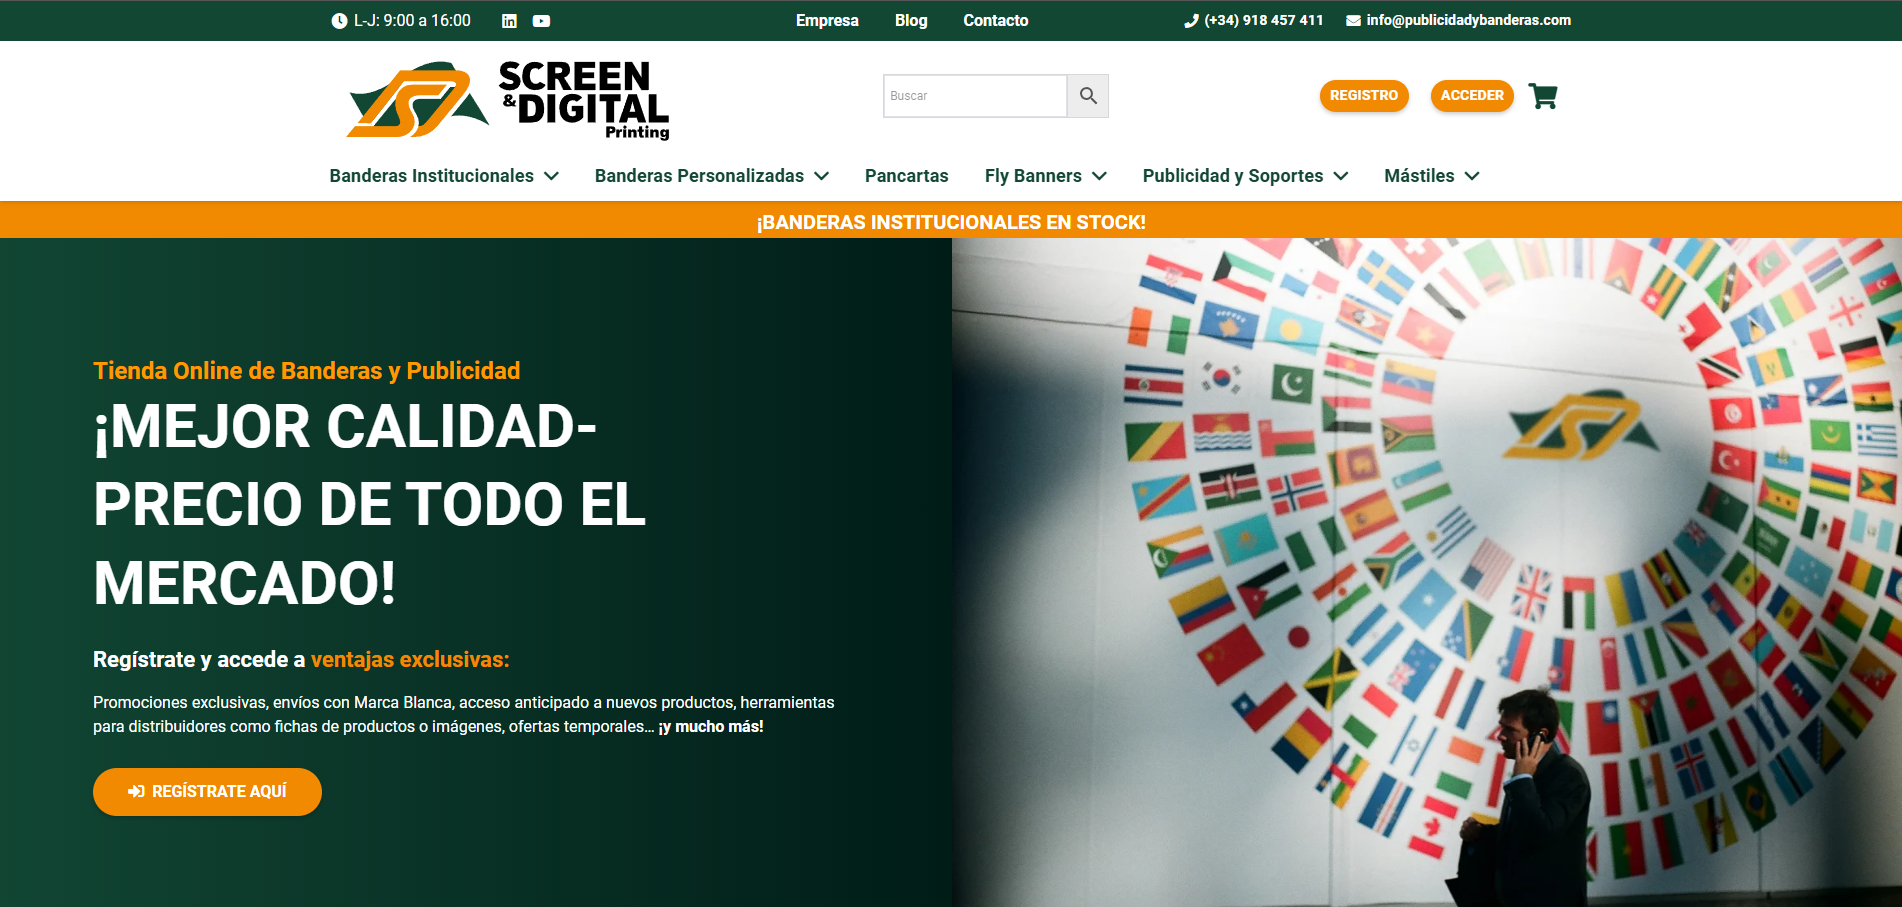 L-J: 9:00 a 16:00
Empresa
Blog
Contacto
(+34) 918 457 411
info@publicidadybanderas.com
SCREEN
&DIGITAL
Printing
Buscar
REGISTRO
ACCEDER
Banderas Institucionales
Banderas Personalizadas
Pancartas
Fly Banners
Publicidad y Soportes
Mástiles
¡BANDERAS INSTITUCIONALES EN STOCK!
Tienda Online de Banderas y Publicidad
¡MEJOR CALIDAD-
PRECIO DE TODO EL
MERCADO!
Regístrate y accede a ventajas exclusivas:
Promociones exclusivas, envíos con Marca Blanca, acceso anticipado a nuevos productos, herramientas
para distribuidores como fichas de productos o imágenes, ofertas temporales... ¡y mucho más!
REGÍSTRATE AQUÍ